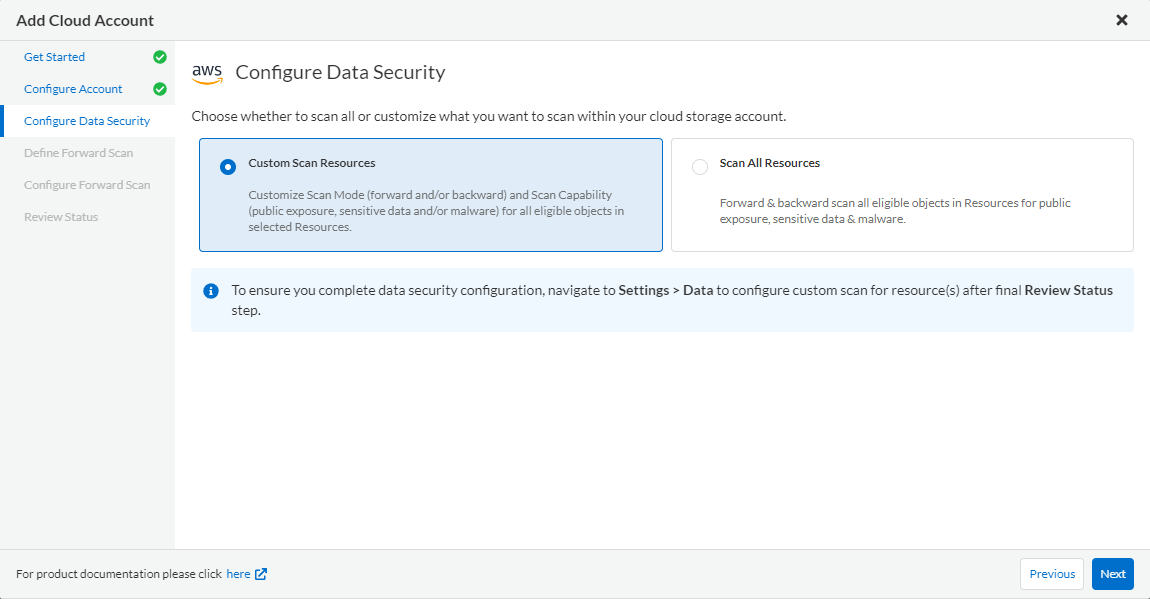 Add Cloud Account
Get Started
Configure Account
Configure Data Security
Define Forward Scan
Configure Forward Scan
Review Status
aws Configure Data Security
Choose whether to scan all or customize what you want to scan within your cloud storage account.
Custom Scan Resources
Customize Scan Mode (forward and/or backward) and Scan Capability
(public exposure, sensitive data and/or malware) for all eligible objects in
selected Resources.
Scan All Resources
Forward & backward scan all eligible objects in Resources for public
exposure, sensitive data & malware.
To ensure you complete data security configuration, navigate to Settings > Data to configure custom scan for resource(s) after final Review Status
step.
For product documentation please click here
Previous
Next